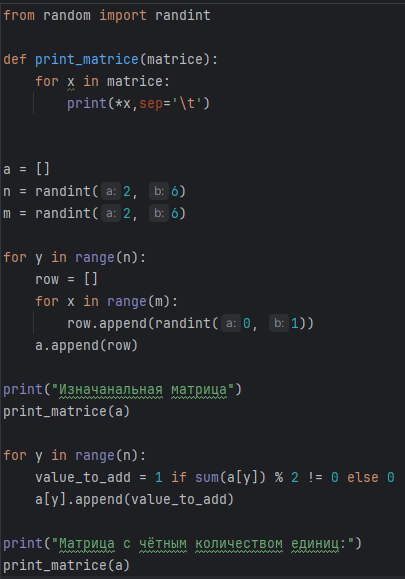 from random import randint
def print_matrice(matrice):
    for x in matrice:
        print(*x,sep='\t')
a = []
n = randint(a: 2, b: 6)
m = randint(a: 2, b: 6)
for y in range(n):
    row = []
    for x in range(m):
        row.append(randint(a: 0, b: 1))
    a.append(row)
print("Изначанальная матрица")
print_matrice(a)
for y in range(n):
    value_to_add = 1 if sum(a[y]) % 2 != 0 else 0
    a[y].append(value_to_add)
print("Матрица с чётным количеством единиц:")
print_matrice(a)